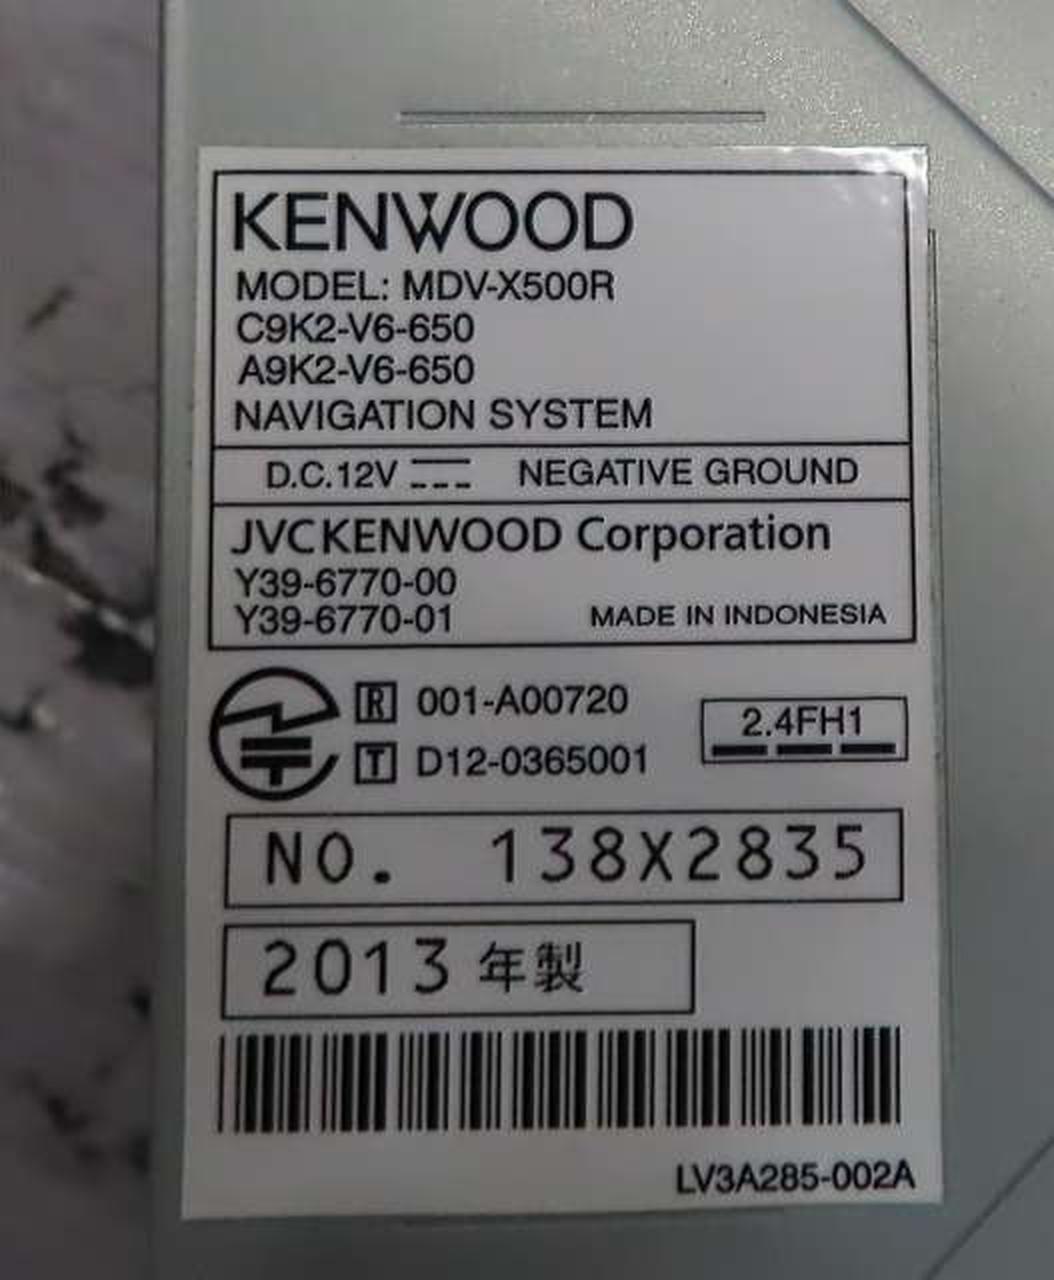 KENWOOD
MODEL: MDV-X500R
C9K2-V6-650
A9K2-V6-650
NAVIGATION SYSTEM
D.C.12V NEGATIVE GROUND
JVCKENWOOD Corporation
Y39-6770-00
Y39-6770-01 MADE IN INDONESIA
R 001-A00720
T D12-0365001
2.4FH1
NO. 138X2835
2013 年製
LV3A285-002A